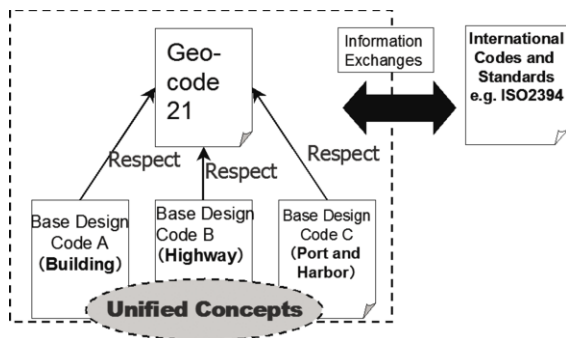 Geo-
code
21
Information
Exchanges
International
Codes and
Standards
e.g. ISO2394
Respect
Respect
Respect
Base Design
Code A
(Building)
Base Design
Code B
(Highway)
Base Design
Code C
(Port and
Harbor)
Unified Concepts